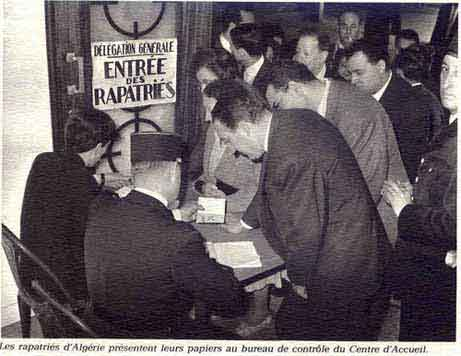 DÉLÉGATION GÉNÉRALE
ENTRÉE
DES
RAPATRIÉS
Les rapatriés d'Algérie présentent leurs papiers au bureau de contrôle du Centre d'Accueil.